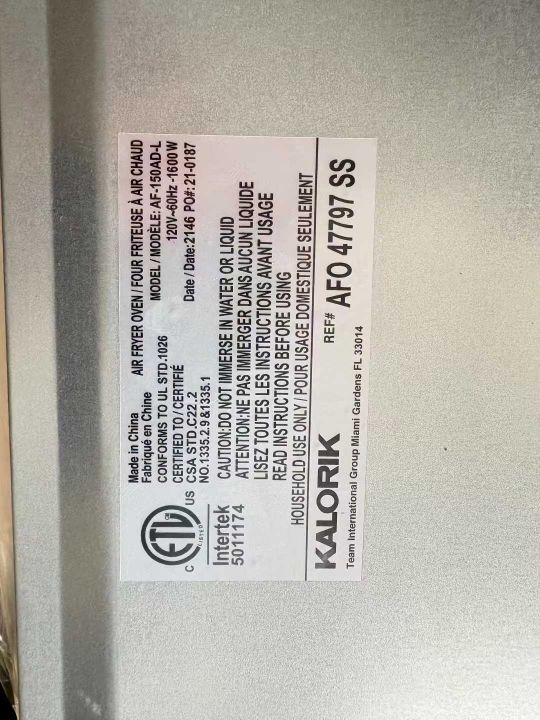 Made in China AIR FRYER OVEN / FOUR FRITEUSE À AIR CHAUD
Fabriqué en Chine MODEL / MODÈLE: AF-150AD-L
CONFORMS TO UL STD.1026 120V~60Hz -1600W
CERTIFIED TO / CERTIFIÉ
CSA STD.C22.2 Date / Date:2146 PO#: 21-0187
NO.1335.2.9 &1335.1
C ETL CM US
LISTED
Intertek
5011174
CAUTION:DO NOT IMMERSE IN WATER OR LIQUID
ATTENTION:NE PAS IMMERGER DANS AUCUN LIQUIDE
LISEZ TOUTES LES INSTRUCTIONS AVANT USAGE
READ INSTRUCTIONS BEFORE USING
HOUSEHOLD USE ONLY / POUR USAGE DOMESTIQUE SEULEMENT
KALORIK REF# AFO 47797 SS
Team International Group Miami Gardens FL 33014